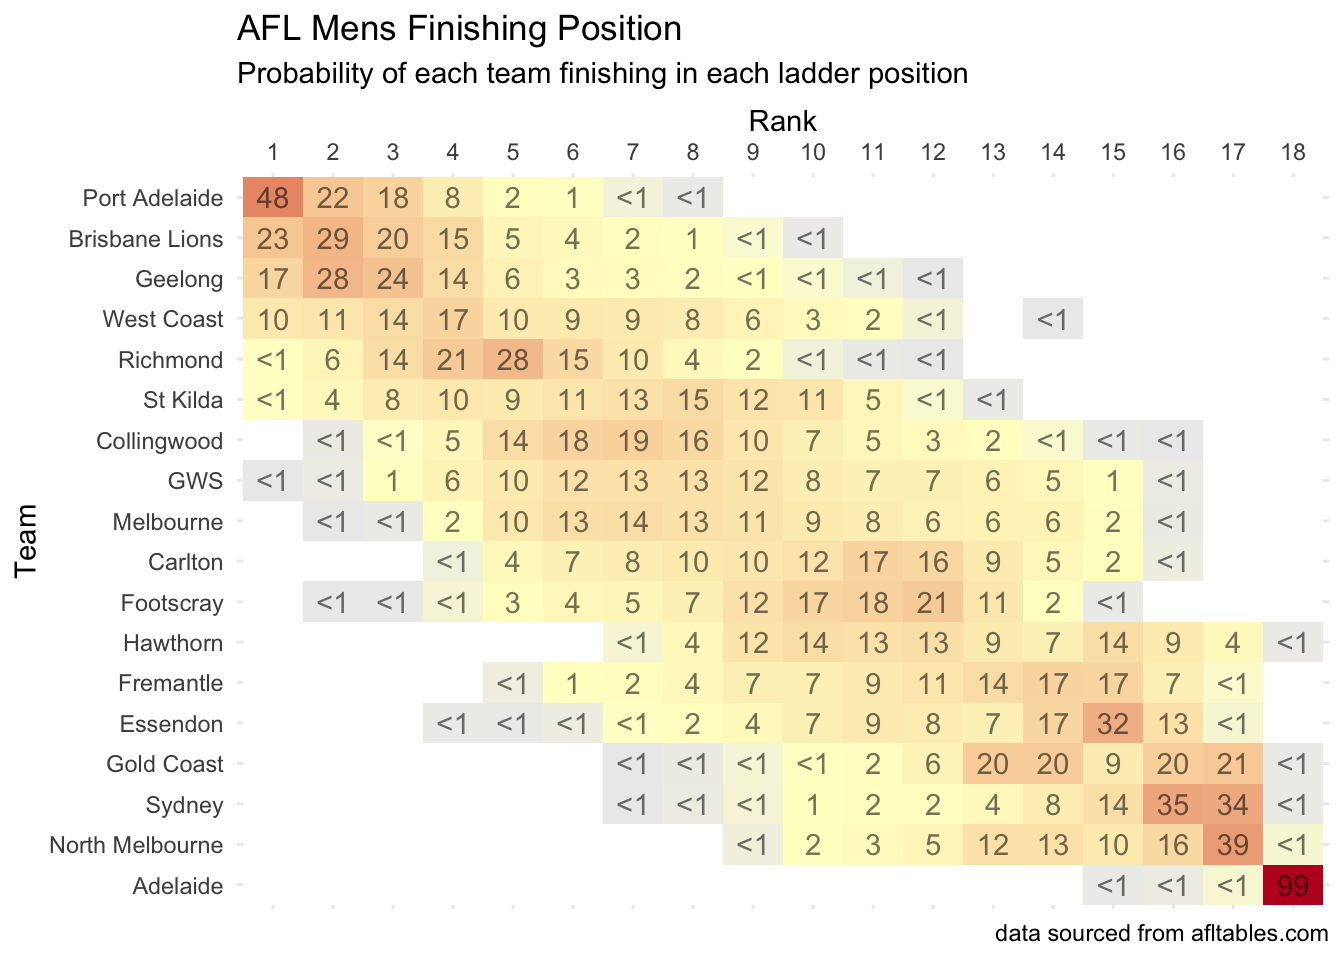 AFL Mens Finishing Position
Probability of each team finishing in each ladder position
Rank
1 2 3 4 5 6 7 8 9 10 11 12 13 14 15 16 17 18
Team
Port Adelaide 48 22 18 8 2 1 <1 <1
Brisbane Lions 23 29 20 15 5 4 2 1 <1 <1
Geelong 17 28 24 14 6 3 3 2 <1 <1 <1 <1
West Coast 10 11 14 17 10 9 9 8 6 3 2 <1 <1
Richmond <1 6 14 21 28 15 10 4 2 <1 <1 <1
St Kilda <1 4 8 10 9 11 13 15 12 11 5 <1 <1
Collingwood <1 <1 5 14 18 19 16 10 7 5 3 2 <1 <1 <1
GWS <1 <1 1 6 10 12 13 13 12 8 7 7 6 5 1 <1
Melbourne <1 <1 2 10 13 14 13 11 9 8 6 6 6 2 <1
Carlton <1 4 7 8 10 10 12 17 16 9 5 2 <1
Footscray <1 <1 <1 3 4 5 7 12 17 18 21 11 2 <1
Hawthorn <1 4 12 14 13 13 9 7 14 9 4 <1
Fremantle <1 1 2 4 7 7 9 11 14 17 17 7 <1
Essendon <1 <1 <1 <1 2 4 7 9 8 7 17 32 13 <1
Gold Coast <1 <1 <1 <1 2 6 20 20 9 20 21 <1
Sydney <1 <1 <1 1 2 2 4 8 14 35 34 <1
North Melbourne <1 2 3 5 12 13 10 16 39 <1
Adelaide <1 <1 <1 99
data sourced from afltables.com